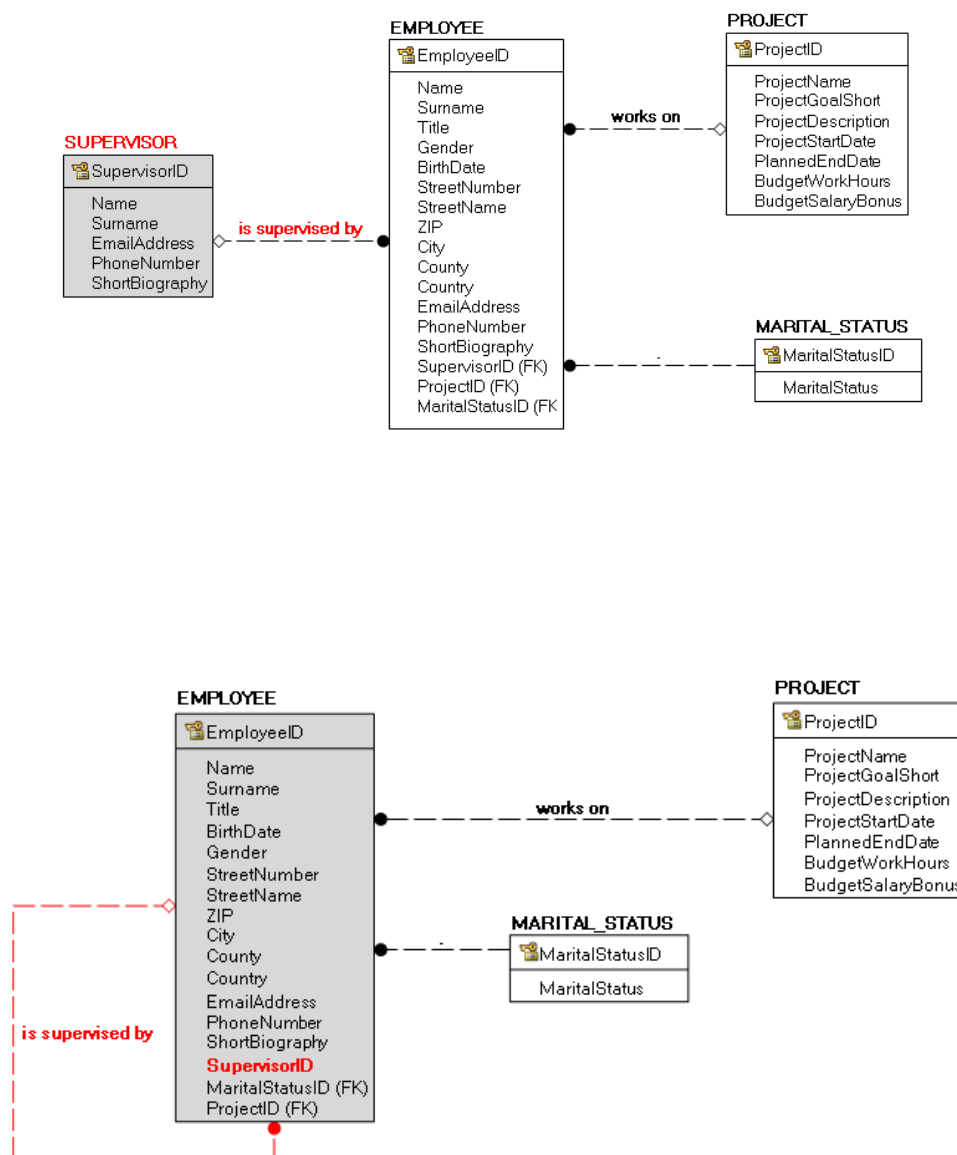 EMPLOYEE
EmployeeID
Name
Surname
Title
Gender
BirthDate
StreetNumber
StreetName
ZIP
City
County
Country
EmailAddress
PhoneNumber
ShortBiography
SupervisorID (FK)
ProjectID (FK)
MaritalStatusID (FK
PROJECT
ProjectID
ProjectName
ProjectGoalShort
ProjectDescription
ProjectStartDate
PlannedEndDate
BudgetWorkHours
BudgetSalaryBonus
works on
SUPERVISOR
SupervisorID
Name
Surname
EmailAddress
PhoneNumber
ShortBiography
is supervised by
MARITAL_STATUS
MaritalStatusID
MaritalStatus
EMPLOYEE
EmployeeID
Name
Surname
Title
BirthDate
Gender
StreetNumber
StreetName
ZIP
City
County
Country
EmailAddress
PhoneNumber
ShortBiography
SupervisorID
MaritalStatusID (FK)
ProjectID (FK)
PROJECT
ProjectID
ProjectName
ProjectGoalShort
ProjectDescription
ProjectStartDate
PlannedEndDate
BudgetWorkHours
BudgetSalaryBonus
works on
MARITAL_STATUS
MaritalStatusID
MaritalStatus
is supervised by